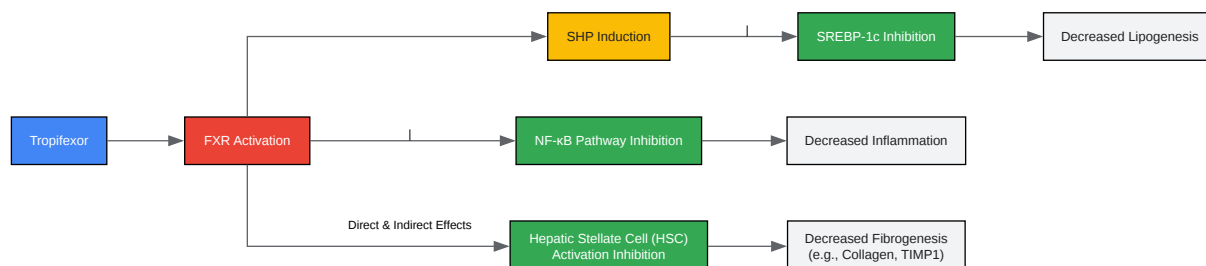 SHP Induction
SREBP-1c Inhibition
Decreased Lipogenesis
Tropifexor
FXR Activation
NF-κB Pathway Inhibition
Decreased Inflammation
Direct & Indirect Effects
Hepatic Stellate Cell (HSC)
Activation Inhibition
Decreased Fibrogenesis
(e.g., Collagen, TIMP1)